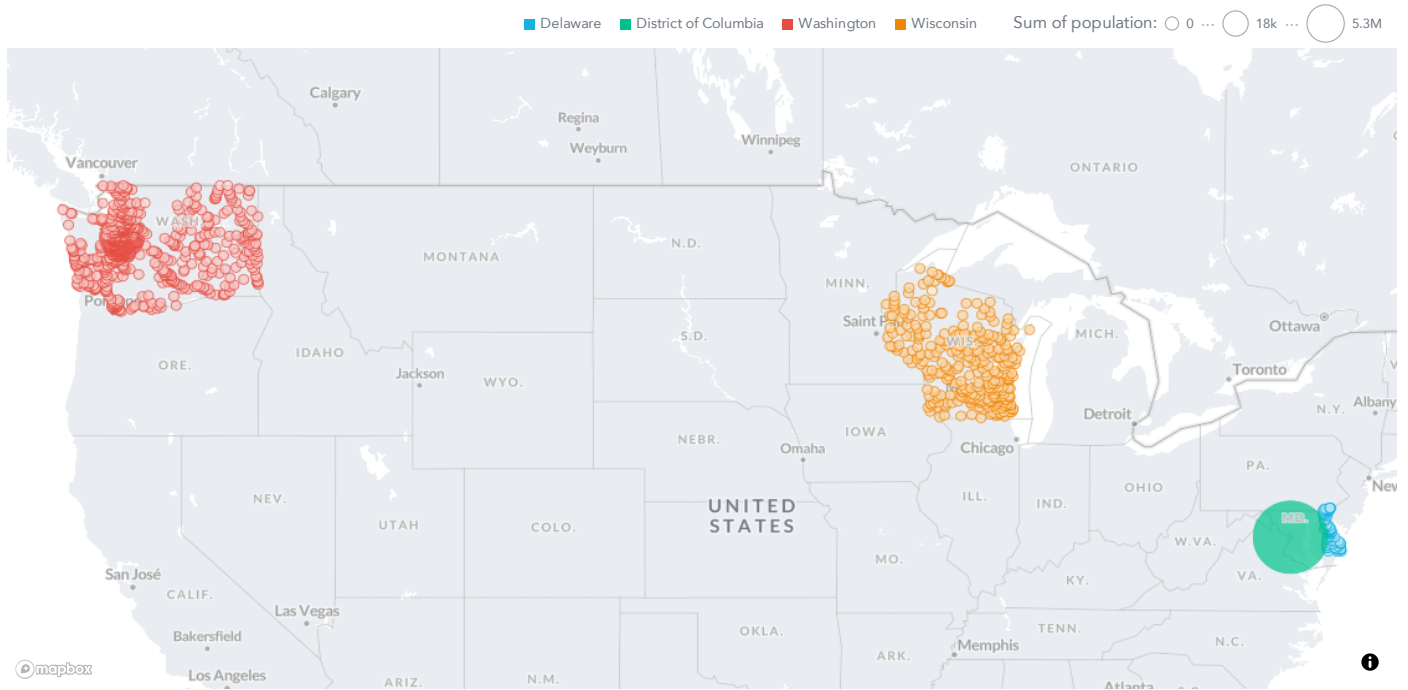 Delaware District of Columbia Washington Wisconsin Sum of population: 0 ... 18k ... 5.3M
Calgary
Regina
Winnipeg
Weyburn
Vancouver
ONTARIO
WASH.
N.D.
MONTANA
MINN.
Saint P
Ottawa
MICH.
S.D.
WIS.
IDAHO
ORE.
Toronto
Jackson
WYO.
N.Y.
Albany
Detroit
IOWA
NEBR.
Omaha
Chicago
PA.
OHIO
New
NEV.
ILL.
IND.
UNITED
STATES
UTAH
COLO.
MD.
W.VA.
MO.
San José
KY.
VA.
CALIF.
Las Vegas
Bakersfield
OKLA.
TENN.
N.C.
Memphis
ARK.
mapbox
Los Angeles
ARIZ.
N.M.
Atlanta